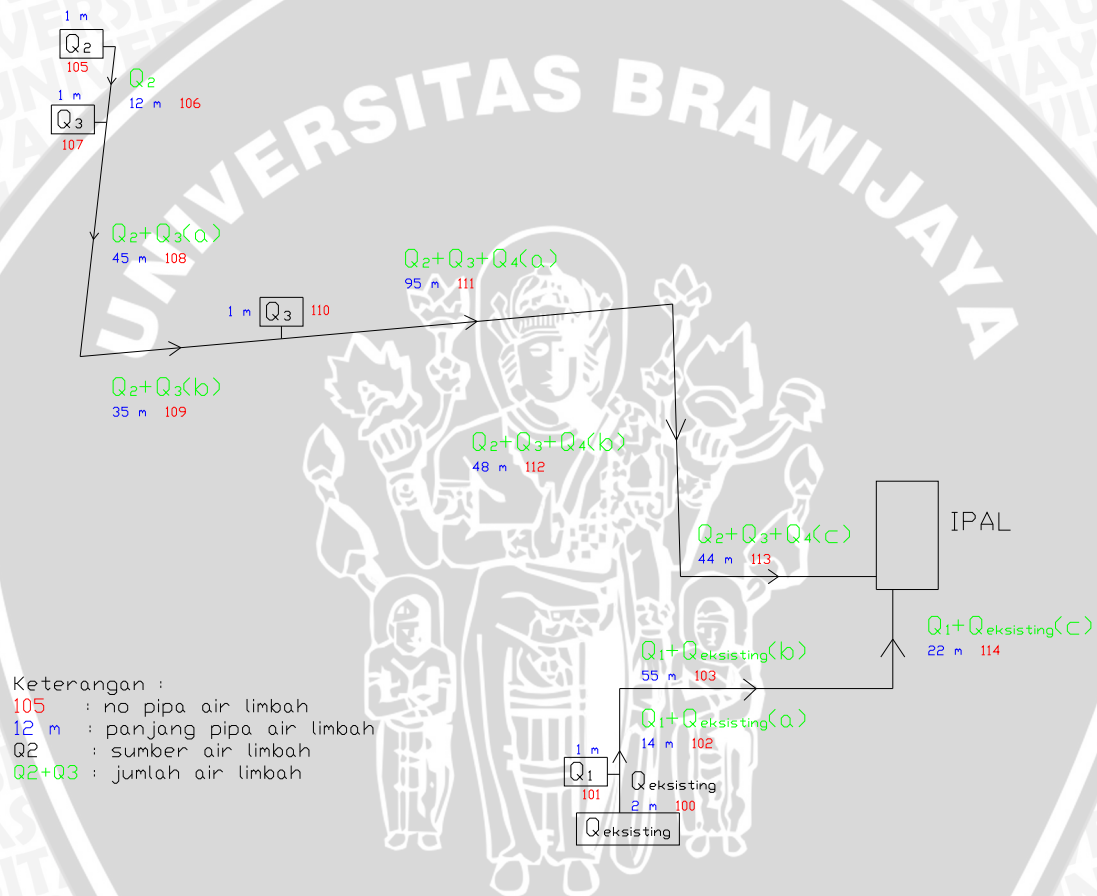 UNIVERSITAS BRAWIJAYA
1 m
Q2
105
Q2
12 m 106
1 m
Q3
107
Q2+Q3(a)
45 m 108
Q2+Q3+Q4(a)
95 m 111
1 m
Q3
110
Q2+Q3(b)
35 m 109
Q2+Q3+Q4(b)
48 m 112
IPAL
Q2+Q3+Q4(c)
44 m 113
Q1+Qeksisting(c)
22 m 114
Q1+Qeksisting(b)
55 m 103
Q1+Qeksisting(a)
14 m 102
1 m
Q1
101
Qeksisting
2 m 100
Qeksisting
Keterangan :
105 : no pipa air limbah
12 m : panjang pipa air limbah
Q2 : sumber air limbah
Q2+Q3 : jumlah air limbah